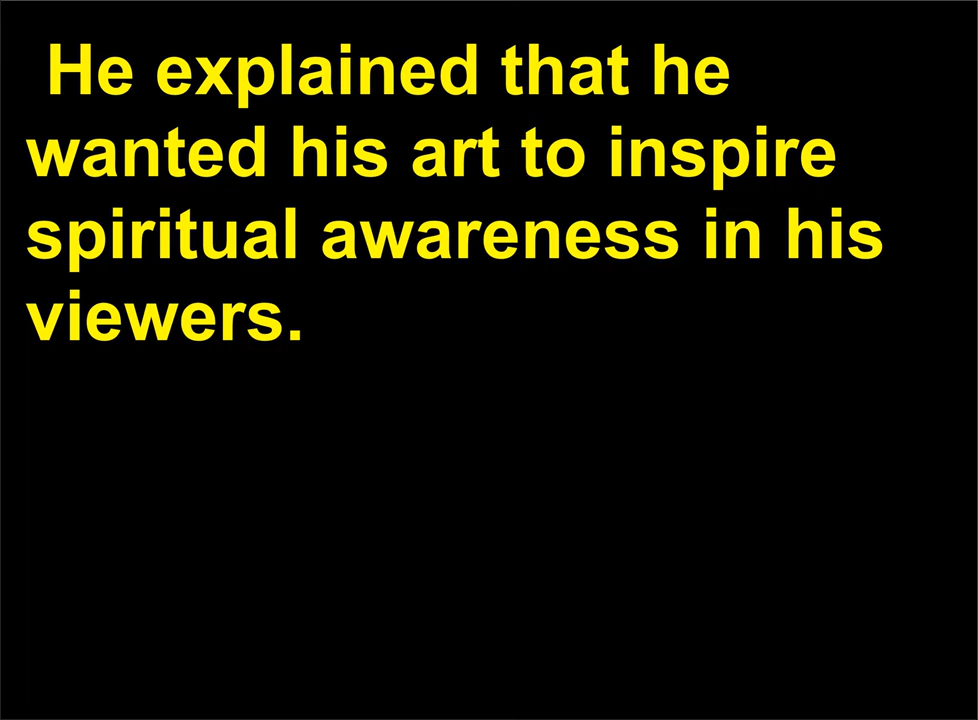 He explained that he
wanted his art to inspire
spiritual awareness in his
viewers.